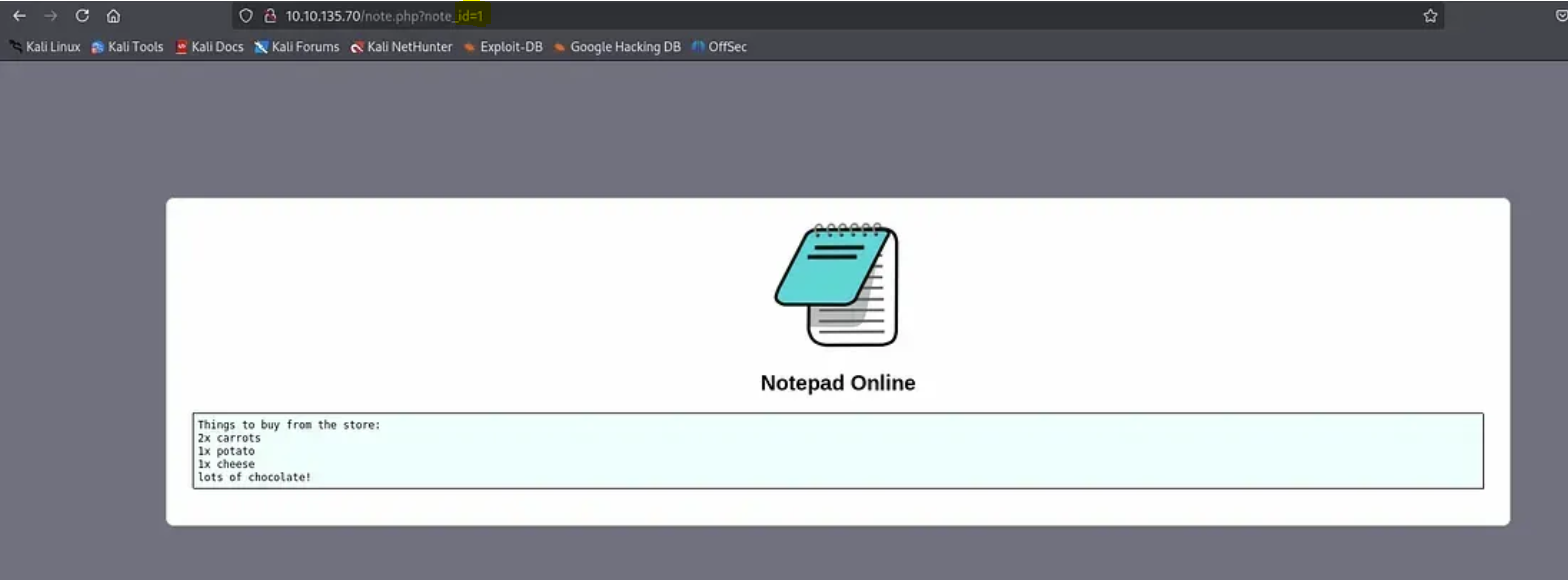 10.10.135.70/note.php?note_id=1
Kali Linux Kali Tools Kali Docs Kali Forums Kali NetHunter Exploit-DB Google Hacking DB OffSec
Notepad Online
Things to buy from the store:
2x carrots
1x potato
1x cheese
lots of chocolate!